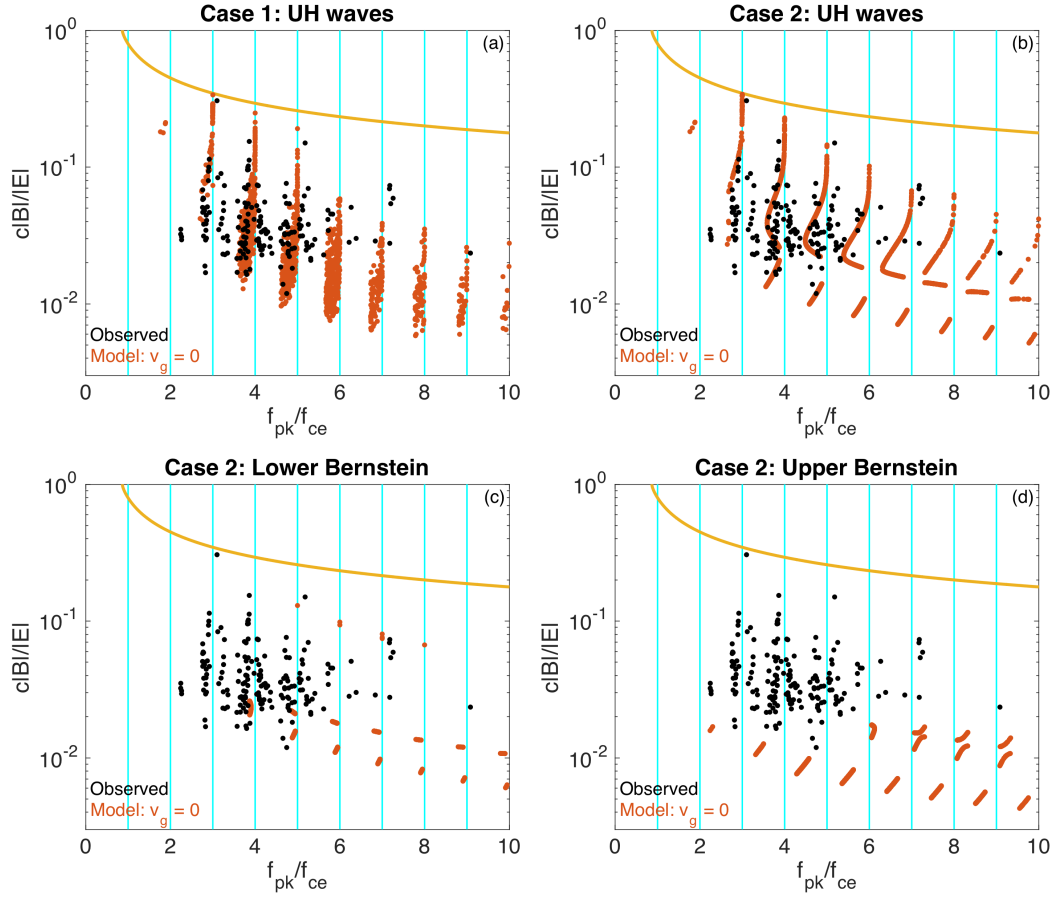 Case 1: UH waves
(a)
10^0
10^-1
10^-2
c|B|/|E|
Observed
Model: v_g = 0
0 2 4 6 8 10
f_pk/f_ce
Case 2: UH waves
(b)
10^0
10^-1
10^-2
c|B|/|E|
Observed
Model: v_g = 0
0 2 4 6 8 10
f_pk/f_ce
Case 2: Lower Bernstein
(c)
10^0
10^-1
10^-2
c|B|/|E|
Observed
Model: v_g = 0
0 2 4 6 8 10
f_pk/f_ce
Case 2: Upper Bernstein
(d)
10^0
10^-1
10^-2
c|B|/|E|
Observed
Model: v_g = 0
0 2 4 6 8 10
f_pk/f_ce